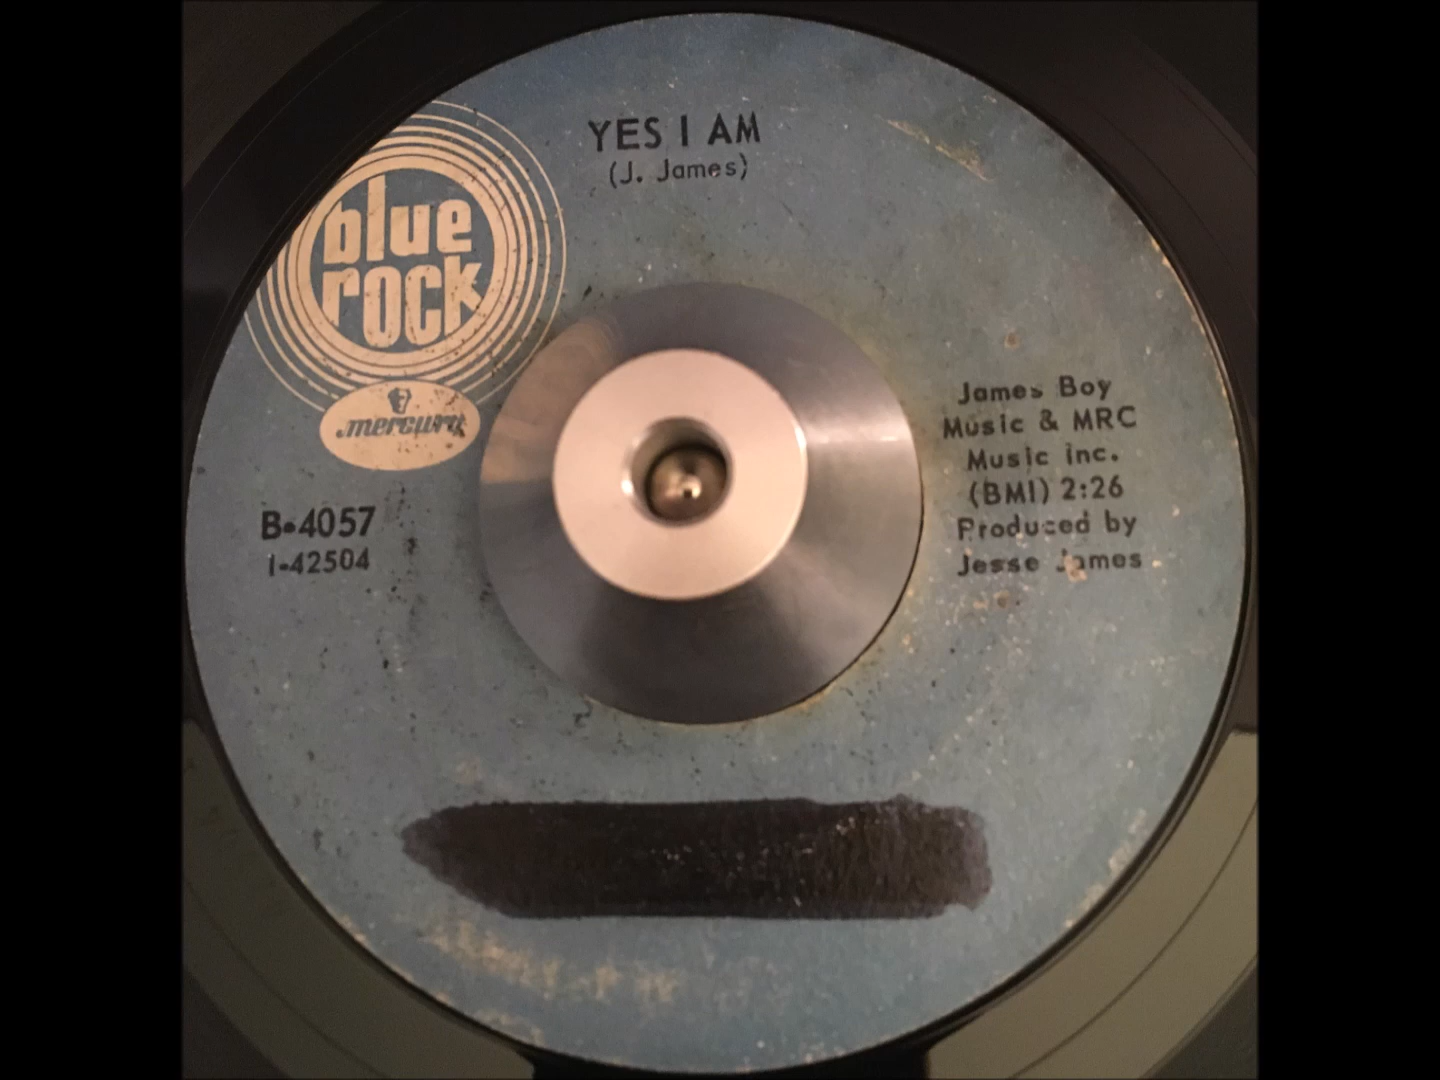 YES I AM
(J. James)
blue
rock
mercury
B-4057
1-42504
James Boy
Music & MRC
Music Inc.
(BMI) 2:26
Produced by
Jesse James